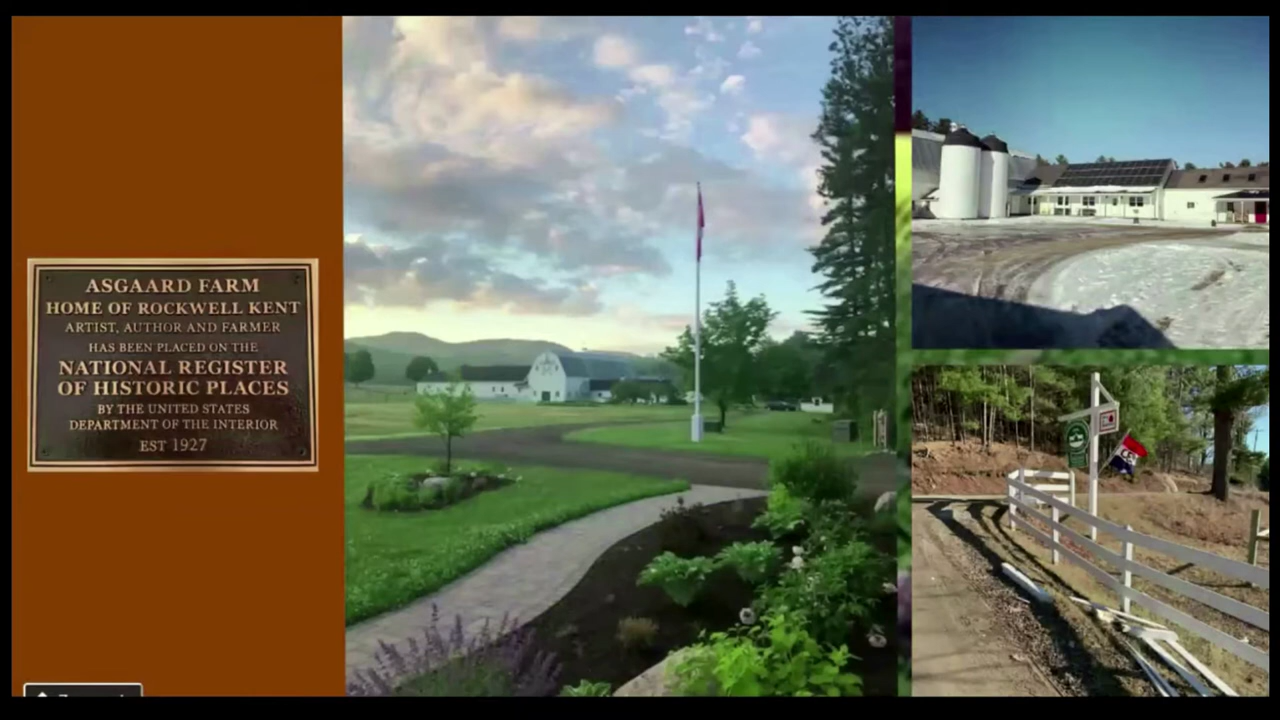 ASGAARD FARM
HOME OF ROCKWELL KENT
ARTIST, AUTHOR AND FARMER
HAS BEEN PLACED ON THE
NATIONAL REGISTER
OF HISTORIC PLACES
BY THE UNITED STATES
DEPARTMENT OF THE INTERIOR
EST 1927